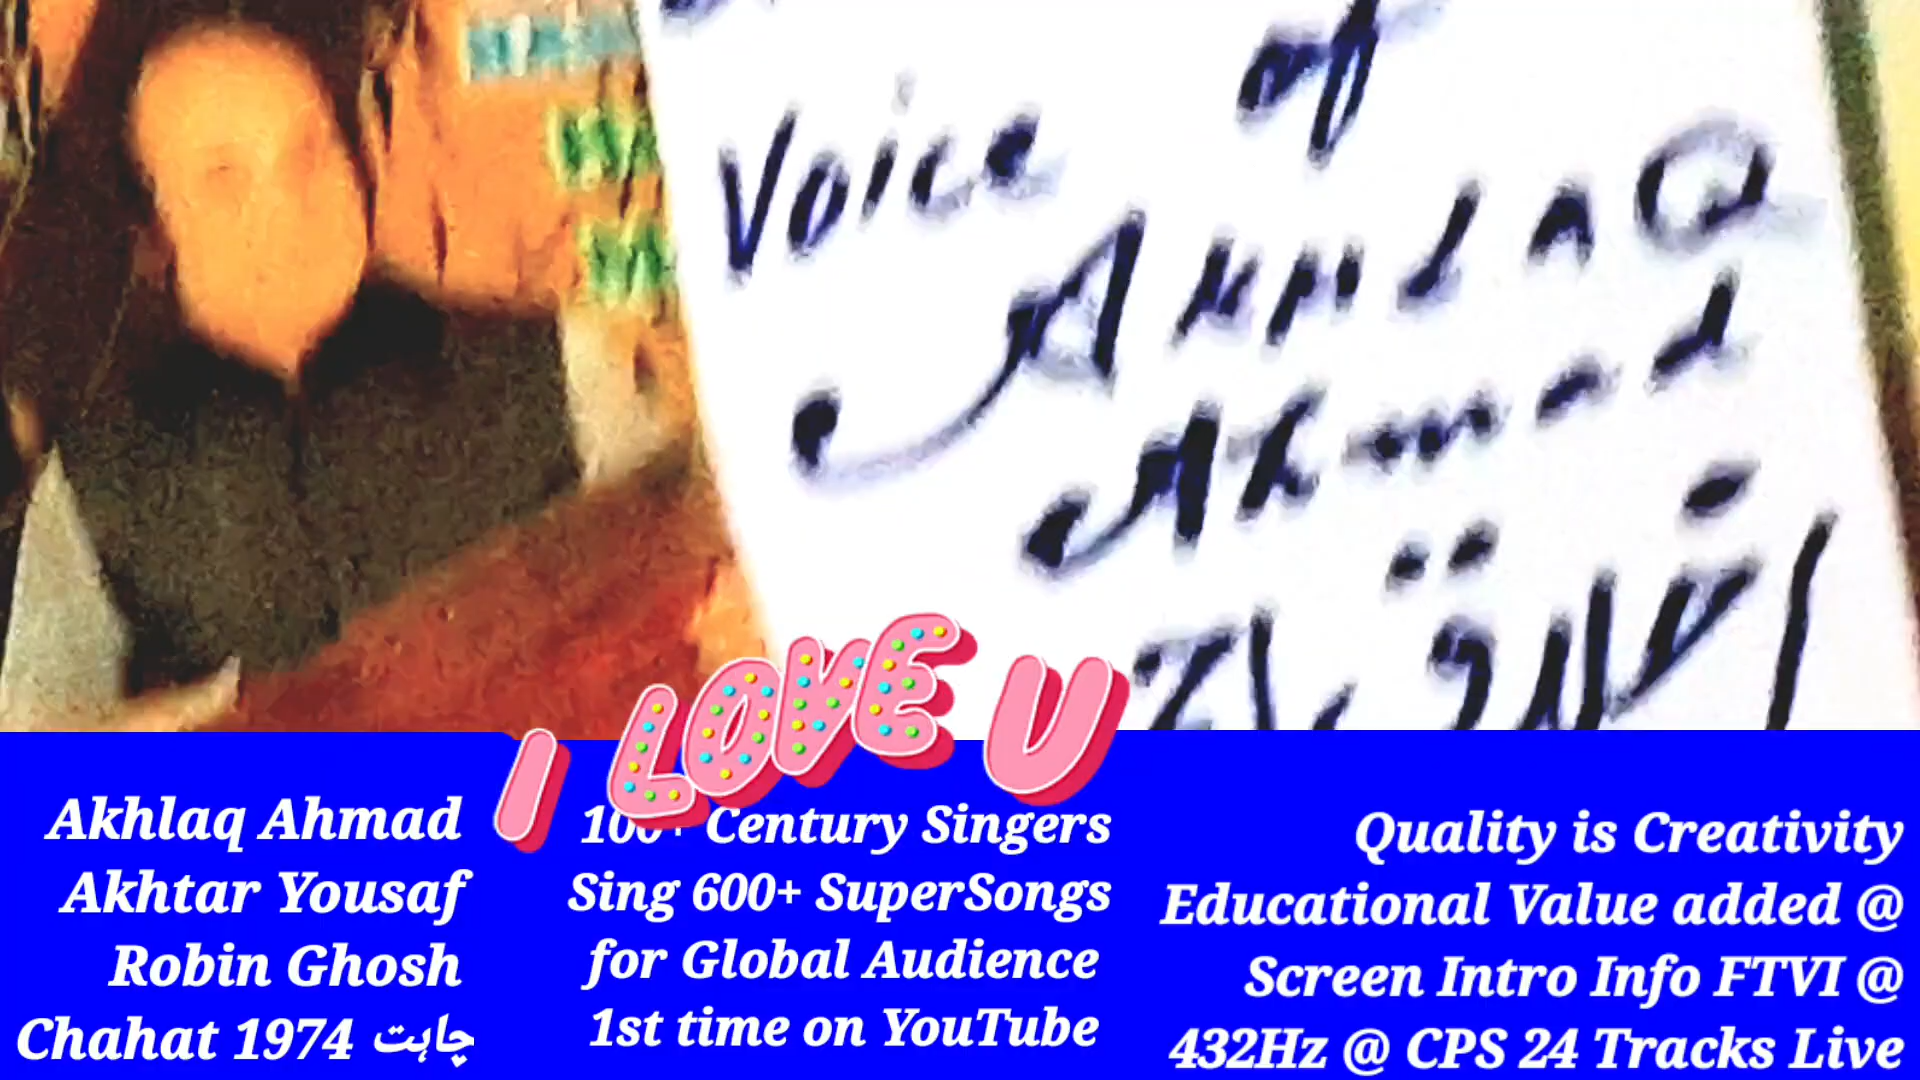 of
Voice
AKHLAQ
Ahmad
اخلاق
I LOVE U
Akhlaq Ahmad
Akhtar Yousaf
Robin Ghosh
Chahat 1974 چاہت
100+ Century Singers
Sing 600+ SuperSongs
for Global Audience
1st time on YouTube
Quality is Creativity
Educational Value added @
Screen Intro Info FTVI @
432Hz @ CPS 24 Tracks Live